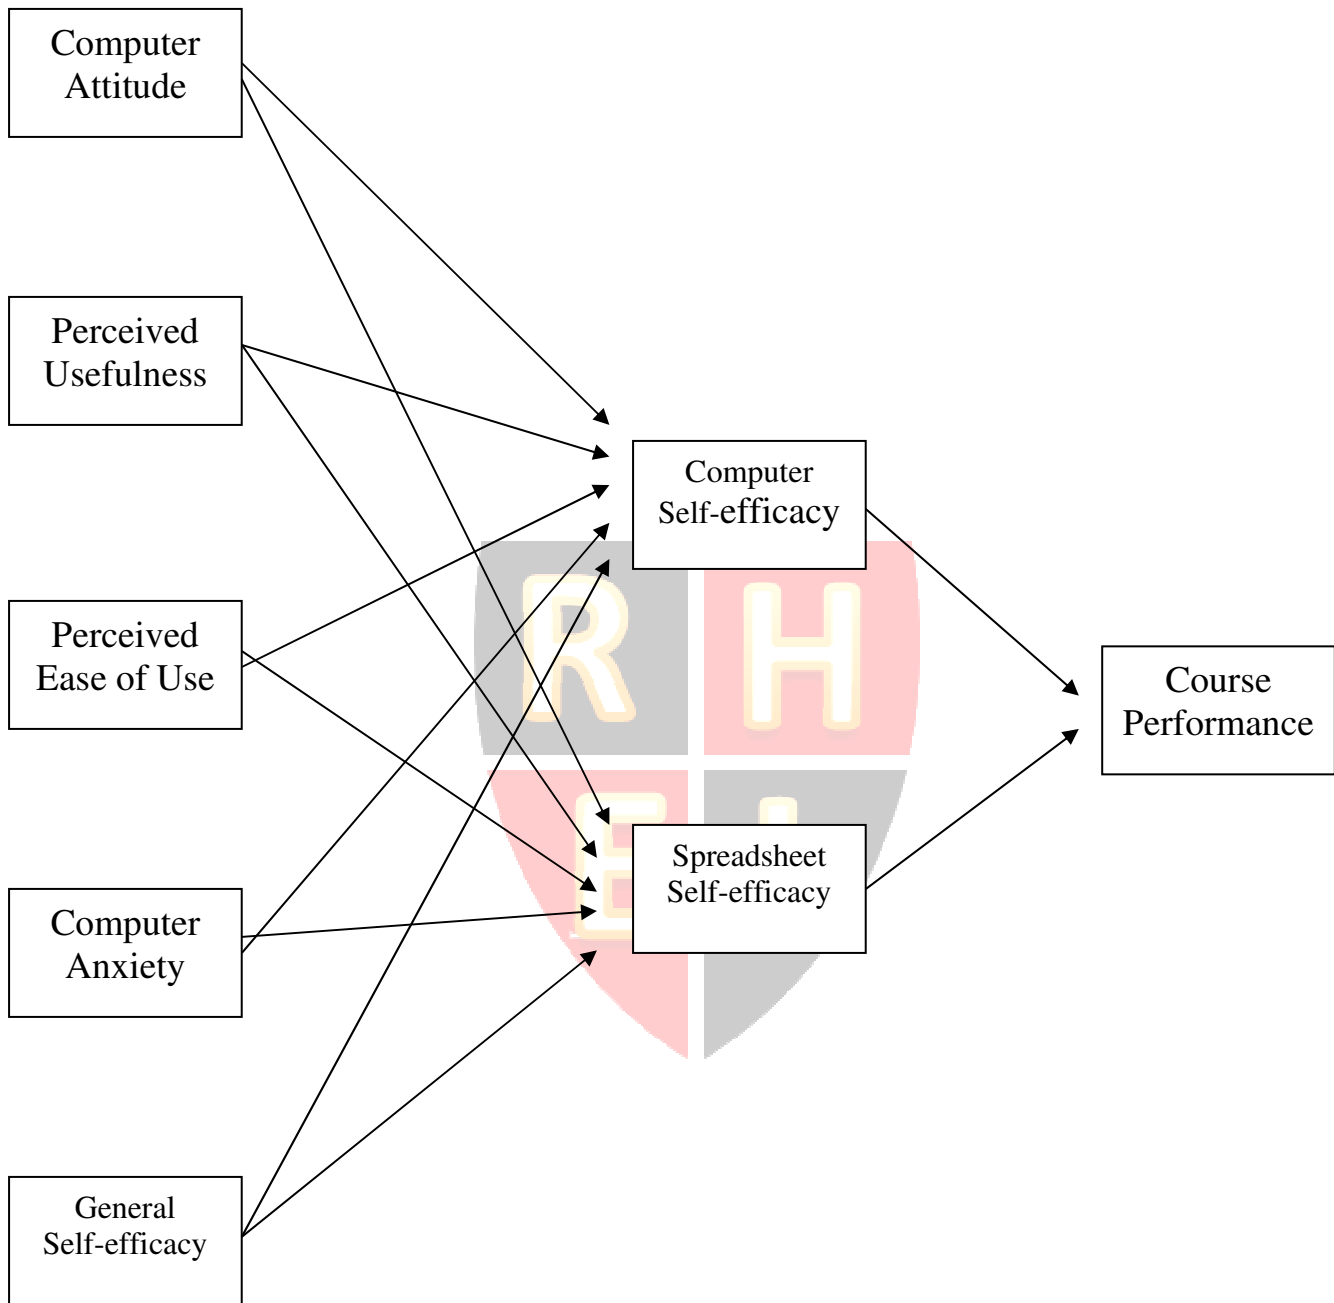 Computer
Attitude
Perceived
Usefulness
Computer
Self-efficacy
Perceived
Ease of Use
R H
Course
Performance
E
Spreadsheet
Self-efficacy
Computer
Anxiety
General
Self-efficacy